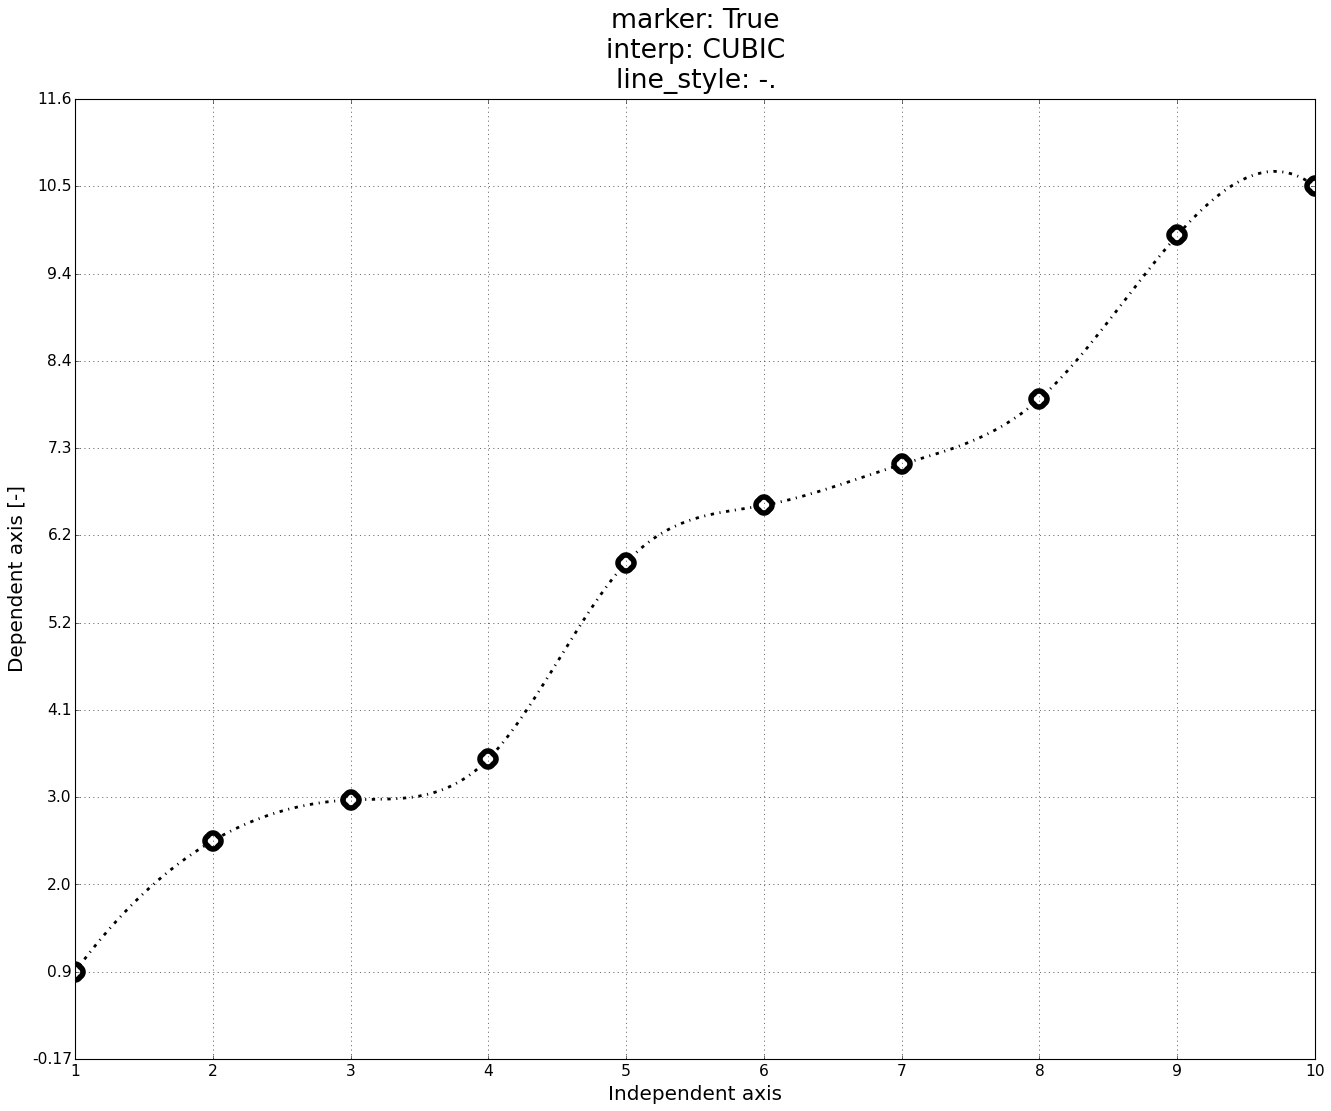 marker: True
interp: CUBIC
line_style: -.
11.6
10.5
9.4
8.4
7.3
6.2
5.2
4.1
3.0
2.0
0.9
-0.17
Dependent axis [-]
1 2 3 4 5 6 7 8 9 10
Independent axis